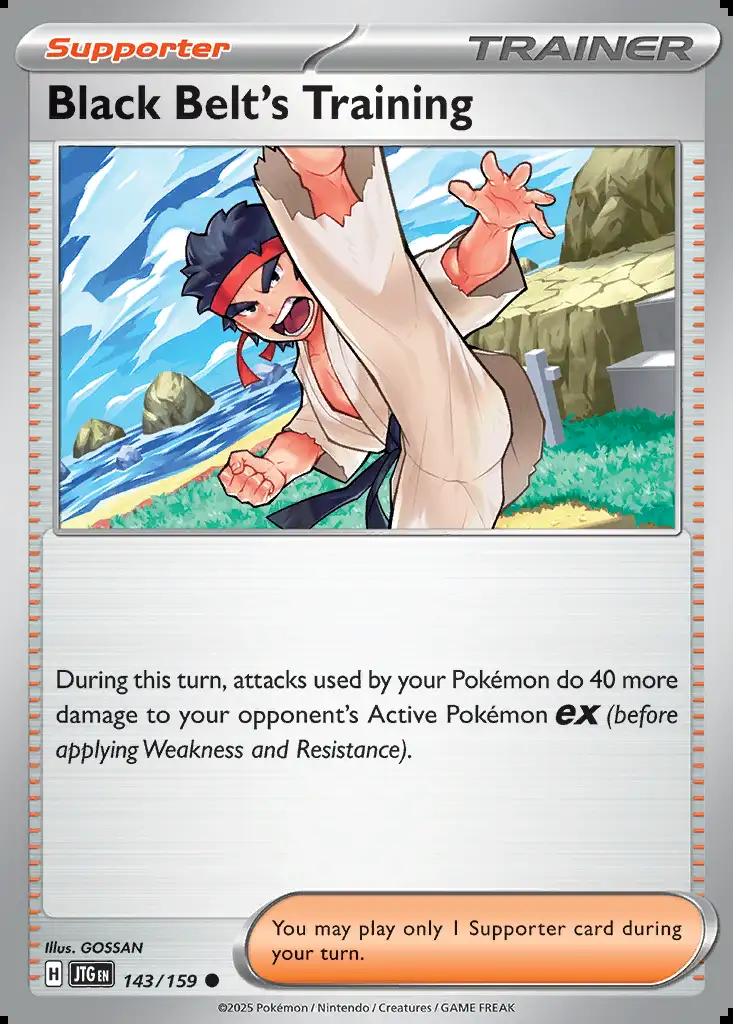 Supporter
TRAINER
Black Belt's Training
During this turn, attacks used by your Pokémon do 40 more
damage to your opponent's Active Pokémon ex (before
applying Weakness and Resistance).
You may play only 1 Supporter card during
your turn.
Illus. GOSSAN
H JTG EN 143/159
©2025 Pokémon / Nintendo / Creatures / GAME FREAK